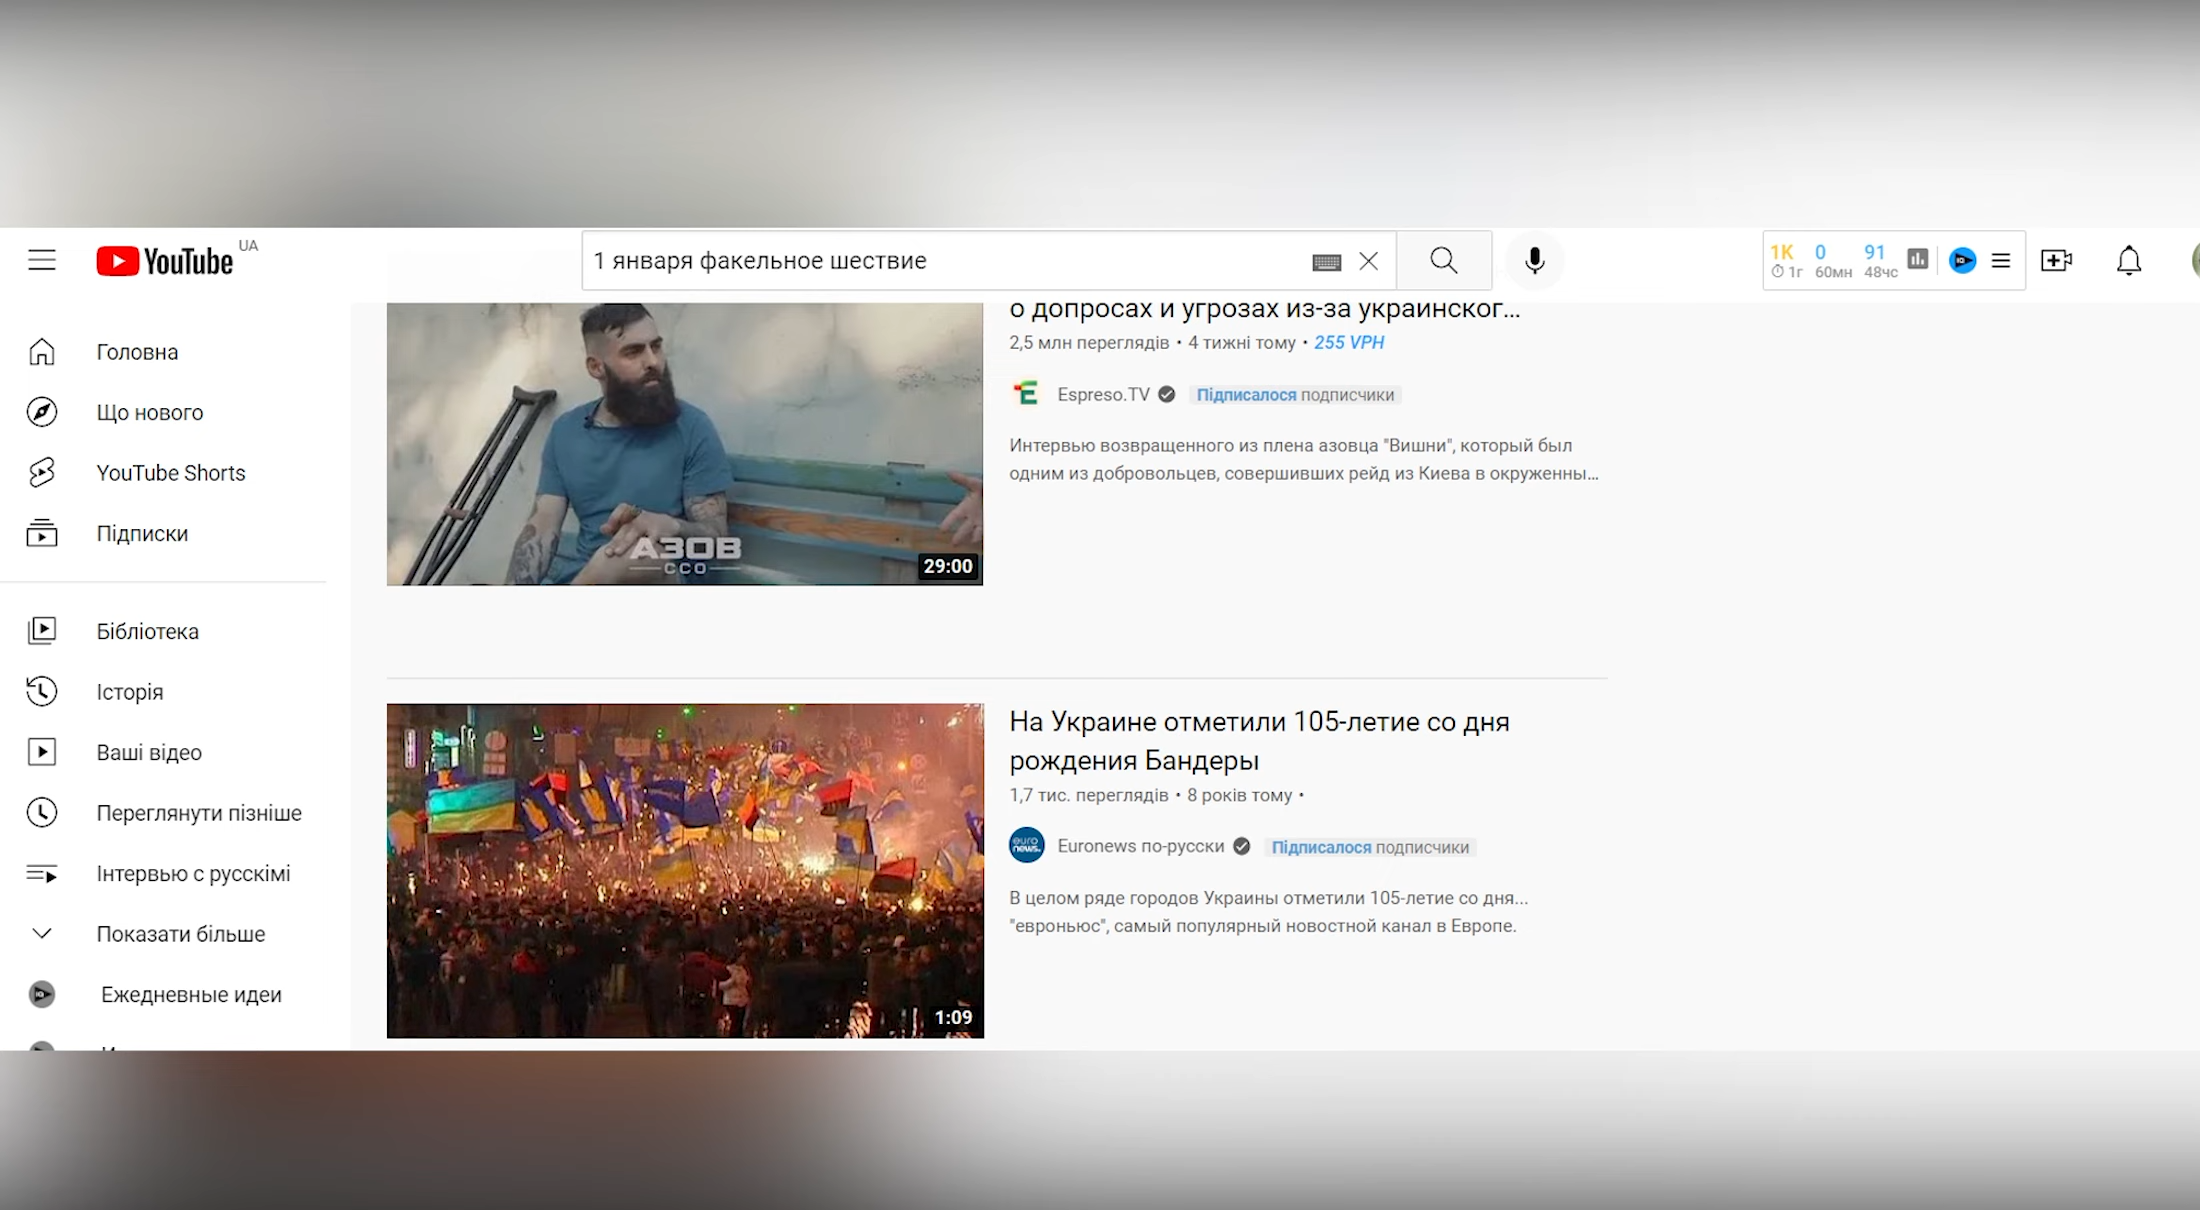 YouTube UA
1 января факельное шествие
1K 0 91
1г 60мн 48чс
Головна
Що нового
YouTube Shorts
Підписки
Бібліотека
Історія
Ваші відео
Переглянути пізніше
Інтервью с русскімі
Показати більше
Ежедневные идеи
о допросах и угрозах из-за украинског...
2,5 млн переглядів • 4 тижні тому • 255 VPH
Espreso.TV
Підписалося подписчики
Интервью возвращенного из плена азовца "Вишни", который был
одним из добровольцев, совершивших рейд из Киева в окруженны...
АЗОВ
ССО
29:00
На Украине отметили 105-летие со дня
рождения Бандеры
1,7 тис. переглядів • 8 років тому •
euro
news.
Euronews по-русски
Підписалося подписчики
В целом ряде городов Украины отметили 105-летие со дня...
"евроньюс", самый популярный новостной канал в Европе.
1:09